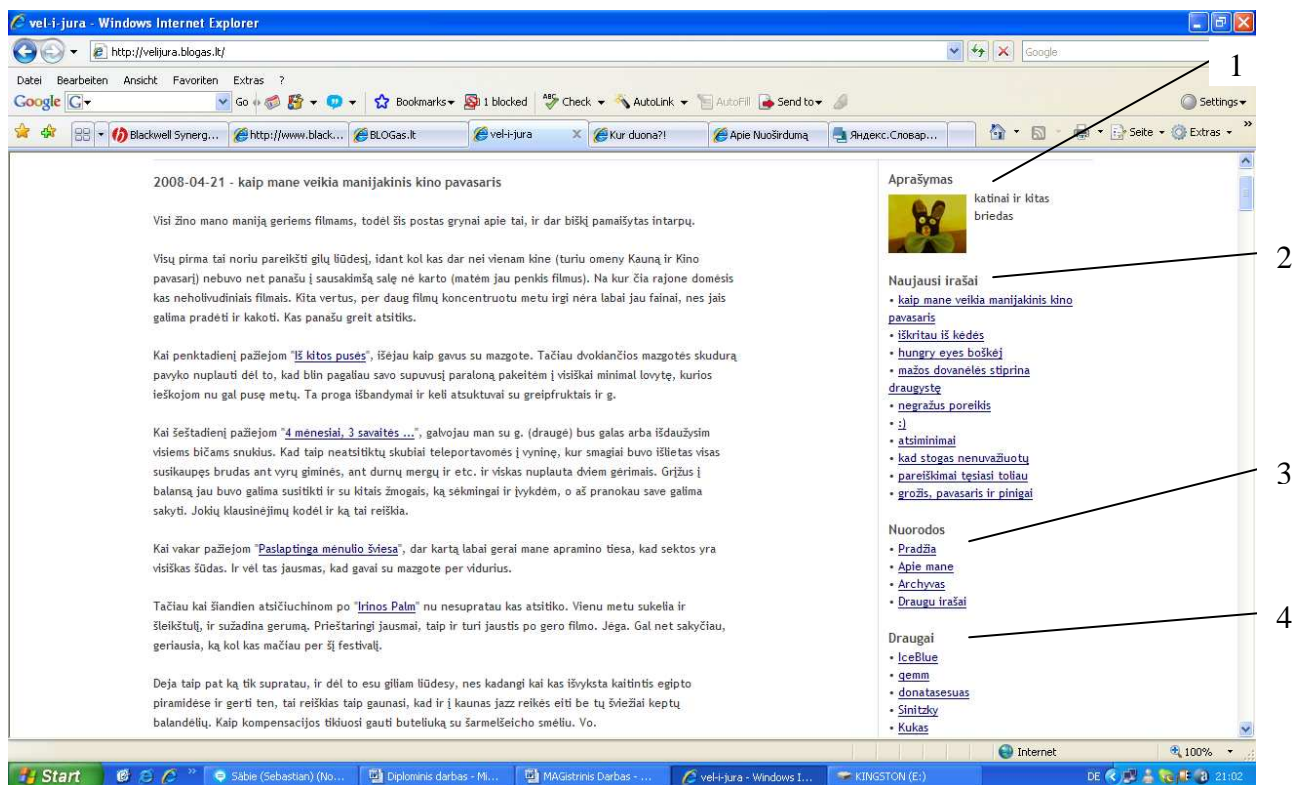 vel-i-jura - Windows Internet Explorer
http://velijura.blogas.lt/
Google
1
Datei Bearbeiten Ansicht Favoriten Extras ?
Google G Go Bookmarks 1 blocked Check AutoLink AutoFill Send to Settings
Blackwell Synerg... http://www.black... BLOGas.lt vel-i-jura X Kur duona?! Apie Nuoširdumą Яндекс.Словар... Seite Extras »
2008-04-21 - kaip mane veikia manijakinis kino pavasaris
Visi žino mano maniją geriems filmams, todėl šis postas grynai apie tai, ir dar biškį pamaišytas intarpų.
Visų pirma tai noriu pareikšti gilų liūdesį, idant kol kas dar nei vienam kine (turiu omeny Kauną ir Kino
pavasarį) nebuvo net panašu į sausakimšą salę nė karto (matėm jau penkis filmus). Na kur čia rajone domėsis
kas neholivudiniais filmais. Kita vertus, per daug filmų koncentruotu metu irgi nėra labai jau fainai, nes jais
galima pradėti ir kakoti. Kas panašu greit atsitiks.
Kai penktadienį pažiejom "Iš kitos pusės", išėjau kaip gavus su mazgote. Tačiau dvokiančios mazgotės skudurą
pavyko nuplauti dėl to, kad blin pagaliau savo supuvusį paraloną pakeitėm į visiškai minimal lovytę, kurios
ieškojom nu gal pusę metų. Ta proga išbandymai ir keli atsuktuvai su greipfruktais ir g.
Kai šeštadienį pažiejom "4 mėnesiai, 3 savaitės ...", galvojau man su g. (draugė) bus galas arba išdaužysim
visiems bičams snukius. Kad taip neatsitiktų skubiai teleportavomės į vyninę, kur smagiai buvo išlietas visas
susikaupęs brudas ant vyrų giminės, ant durnų mergų ir etc. ir viskas nuplauta dviem gėrimais. Grįžus į
balansą jau buvo galima susitikti ir su kitais žmogais, ką sėkmingai ir įvykdėm, o aš pranokau save galima
sakyti. Jokių klausinėjimų kodėl ir ką tai reiškia.
Kai vakar pažiejom "Paslaptinga mėnulio šviesa", dar kartą labai gerai mane apramino tiesa, kad sektos yra
visiškas šūdas. Ir vėl tas jausmas, kad gavai su mazgote per vidurius.
Tačiau kai šiandien atsičiuchinom po "Irinos Palm" nu nesupratau kas atsitiko. Vienu metu sukelia ir
šleikštulį, ir sužadina gerumą. Prieštaringi jausmai, taip ir turi jaustis po gero filmo. Jėga. Gal net sakyčiau,
geriausia, ką kol kas mačiau per šį festivalį.
Deja taip pat ką tik supratau, ir dėl to esu giliam liūdesy, nes kadangi kai kas išvyksta kaitintis egipto
piramidėse ir gerti ten, tai reiškias taip gaunasi, kad ir į kaunas jazz reikės eiti be tų šviežiai keptų
balandėlių. Kaip kompensacijos tikiuosi gauti buteliuką su šarmelšeicho smėliu. Vo.
Aprašymas
katinai ir kitas
briedas
2
Naujausi irašai
• kaip mane veikia manijakinis kino
pavasaris
• iškritau iš kėdės
• hungry eyes boškėj
• mažos dovanėlės stiprina
draugystę
• negražus poreikis
• :)
• atsiminimai
• kad stogas nenuvažiuotų
• pareiškimai tęsiasi toliau
• grožis, pavasaris ir pinigai
3
Nuorodos
• Pradžia
• Apie mane
• Archyvas
• Draugu irašai
4
Draugai
• IceBlue
• qemm
• donatasesuas
• Sinitzky
• Kukas
Internet 100%
Start » Säbie (Sebastian) (No... Diplominis darbas - Mi... MAGistrinis Darbas - ... vel-i-jura - Windows I... KINGSTON (E:) DE 21:02